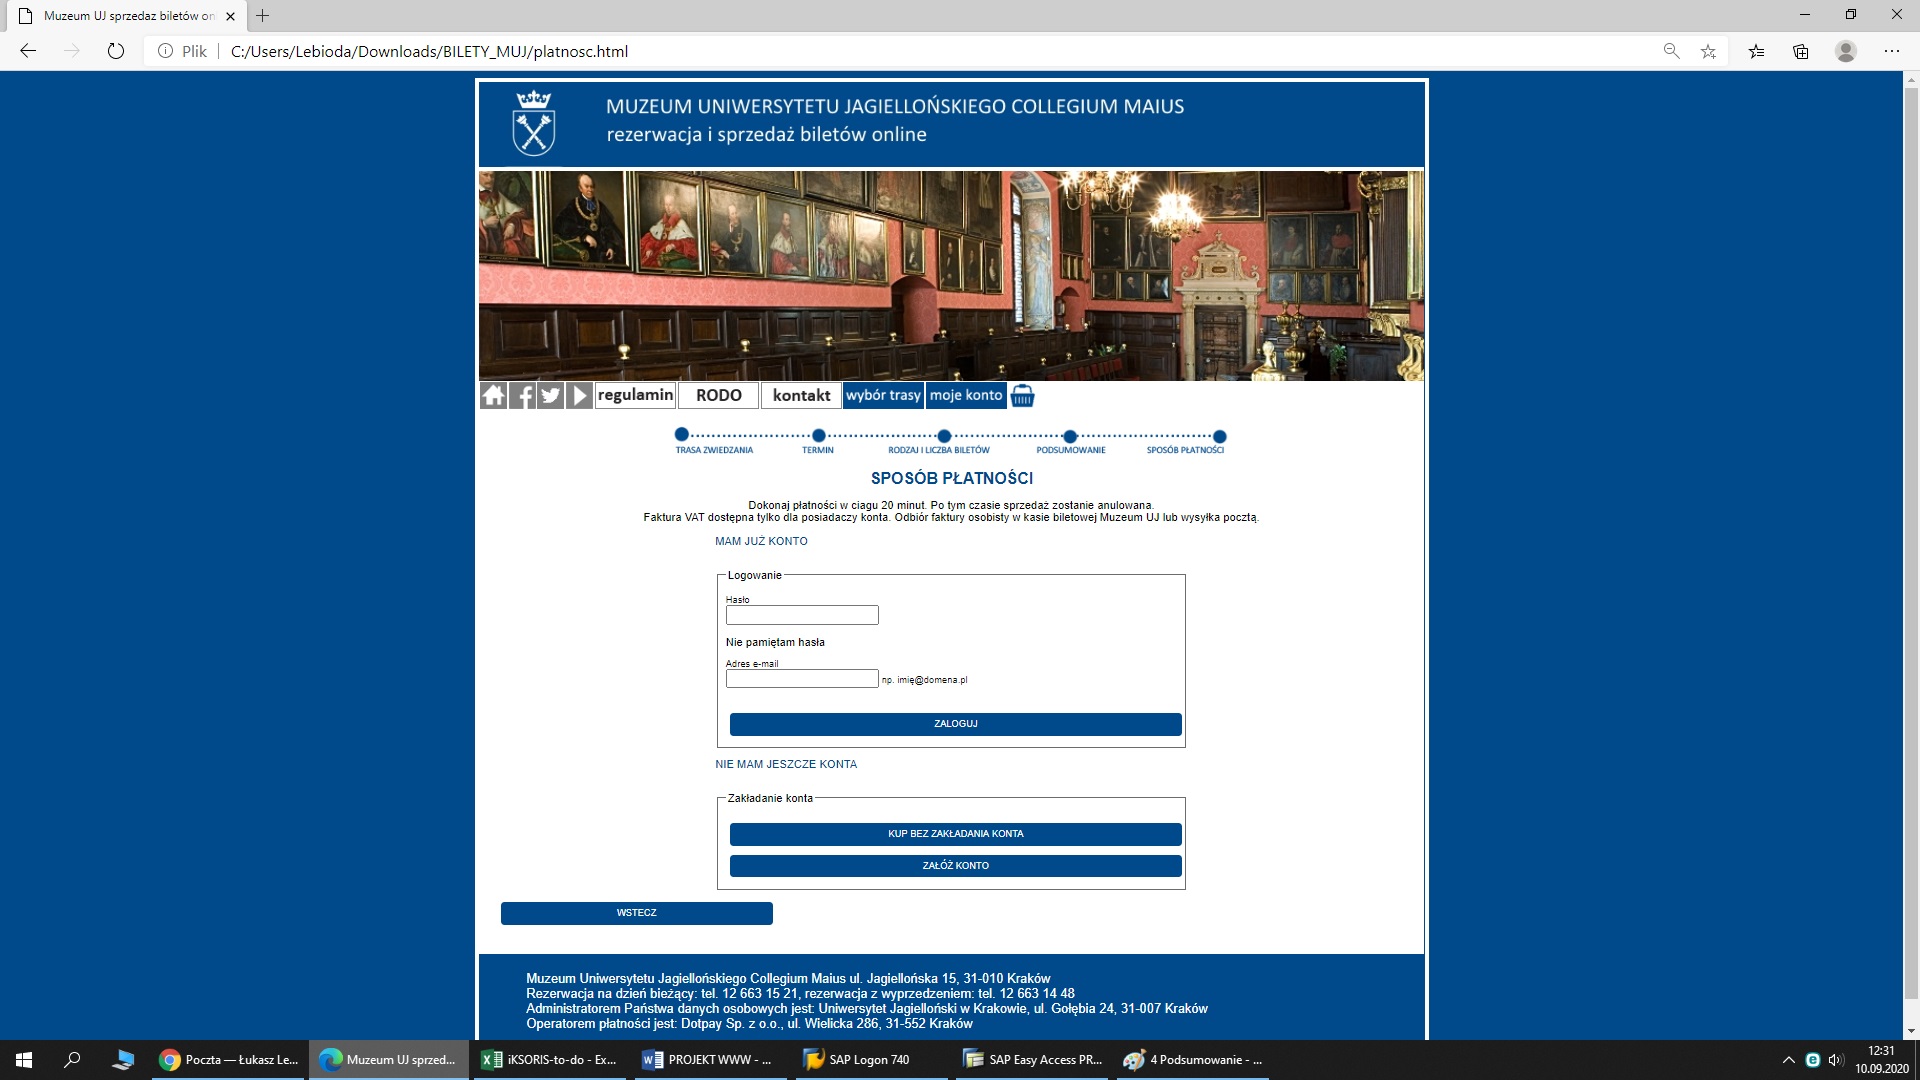 Muzeum UJ sprzedaz biletów on
Plik
C:/Users/Lebioda/Downloads/BILETY_MUJ/platnosc.html
MUZEUM UNIWERSYTETU JAGIELLOŃSKIEGO COLLEGIUM MAIUS
rezerwacja i sprzedaż biletów online
regulamin RODO kontakt wybór trasy moje konto
TRASA ZWIEDZANIA TERMIN RODZAJ I LICZBA BILETÓW PODSUMOWANIE SPOSÓB PŁATNOŚCI
SPOSÓB PŁATNOŚCI
Dokonaj płatności w ciagu 20 minut. Po tym czasie sprzedaż zostanie anulowana.
Faktura VAT dostępna tylko dla posiadaczy konta. Odbiór faktury osobisty w kasie biletowej Muzeum UJ lub wysyłka pocztą.
MAM JUŻ KONTO
Logowanie
Hasło
Nie pamiętam hasła
Adres e-mail
np. imię@domena.pl
ZALOGUJ
NIE MAM JESZCZE KONTA
Zakładanie konta
KUP BEZ ZAKŁADANIA KONTA
ZAŁÓŻ KONTO
WSTECZ
Muzeum Uniwersytetu Jagiellońskiego Collegium Maius ul. Jagiellońska 15, 31-010 Kraków
Rezerwacja na dzień bieżący: tel. 12 663 15 21, rezerwacja z wyprzedzeniem: tel. 12 663 14 48
Administratorem Państwa danych osobowych jest: Uniwersytet Jagielloński w Krakowie, ul. Gołębia 24, 31-007 Kraków
Operatorem płatności jest: Dotpay Sp. z o.o., ul. Wielicka 286, 31-552 Kraków
Poczta — Łukasz Le... Muzeum UJ sprzed... iKSORIS-to-do - Ex... PROJEKT WWW - ... SAP Logon 740 SAP Easy Access PR... 4 Podsumowanie - ...
12:31
10.09.2020